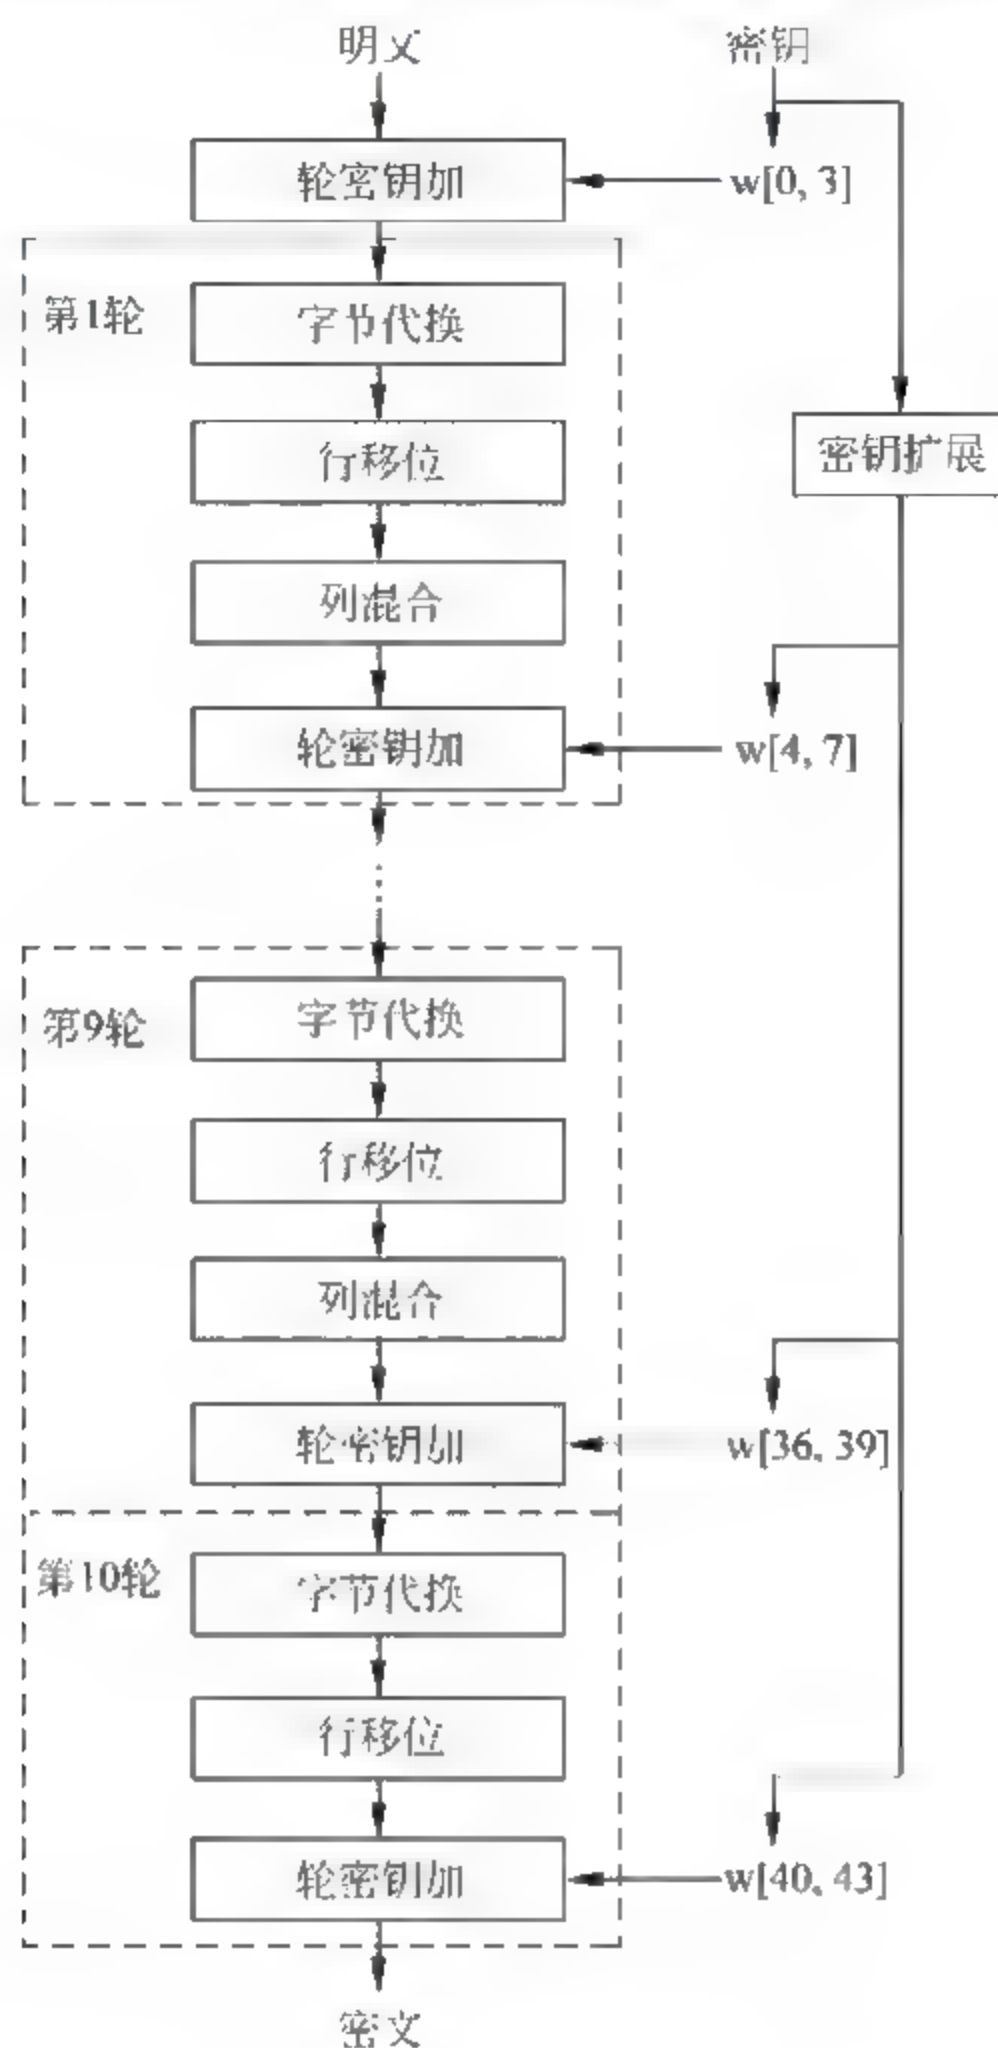 明文
密钥
轮密钥加
w[0, 3]
第1轮
字节代换
行移位
密钥扩展
列混合
轮密钥加
w[4, 7]
第9轮
字节代换
行移位
列混合
轮密钥加
w[36, 39]
第10轮
字节代换
行移位
轮密钥加
w[40, 43]
密文